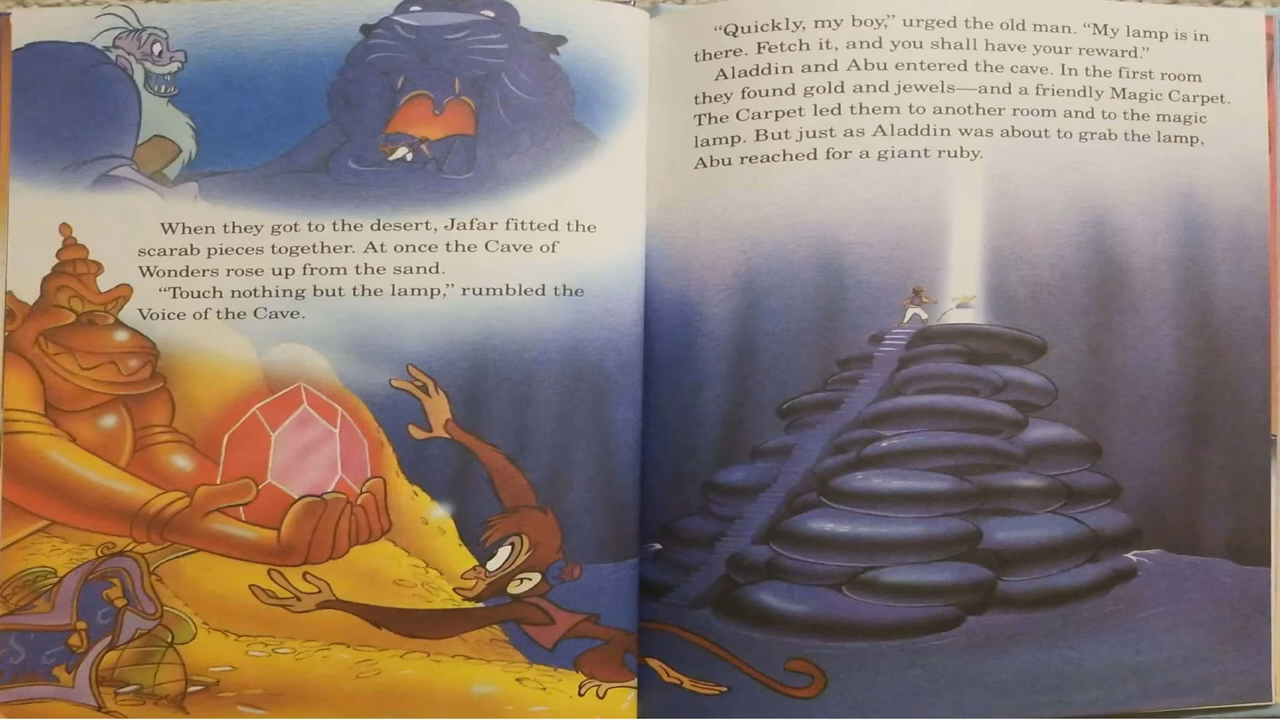 When they got to the desert, Jafar fitted the
scarab pieces together. At once the Cave of
Wonders rose up from the sand.
“Touch nothing but the lamp,” rumbled the
Voice of the Cave.
“Quickly, my boy,” urged the old man. “My lamp is in
there. Fetch it, and you shall have your reward.”
Aladdin and Abu entered the cave. In the first room
they found gold and jewels—and a friendly Magic Carpet.
The Carpet led them to another room and to the magic
lamp. But just as Aladdin was about to grab the lamp,
Abu reached for a giant ruby.